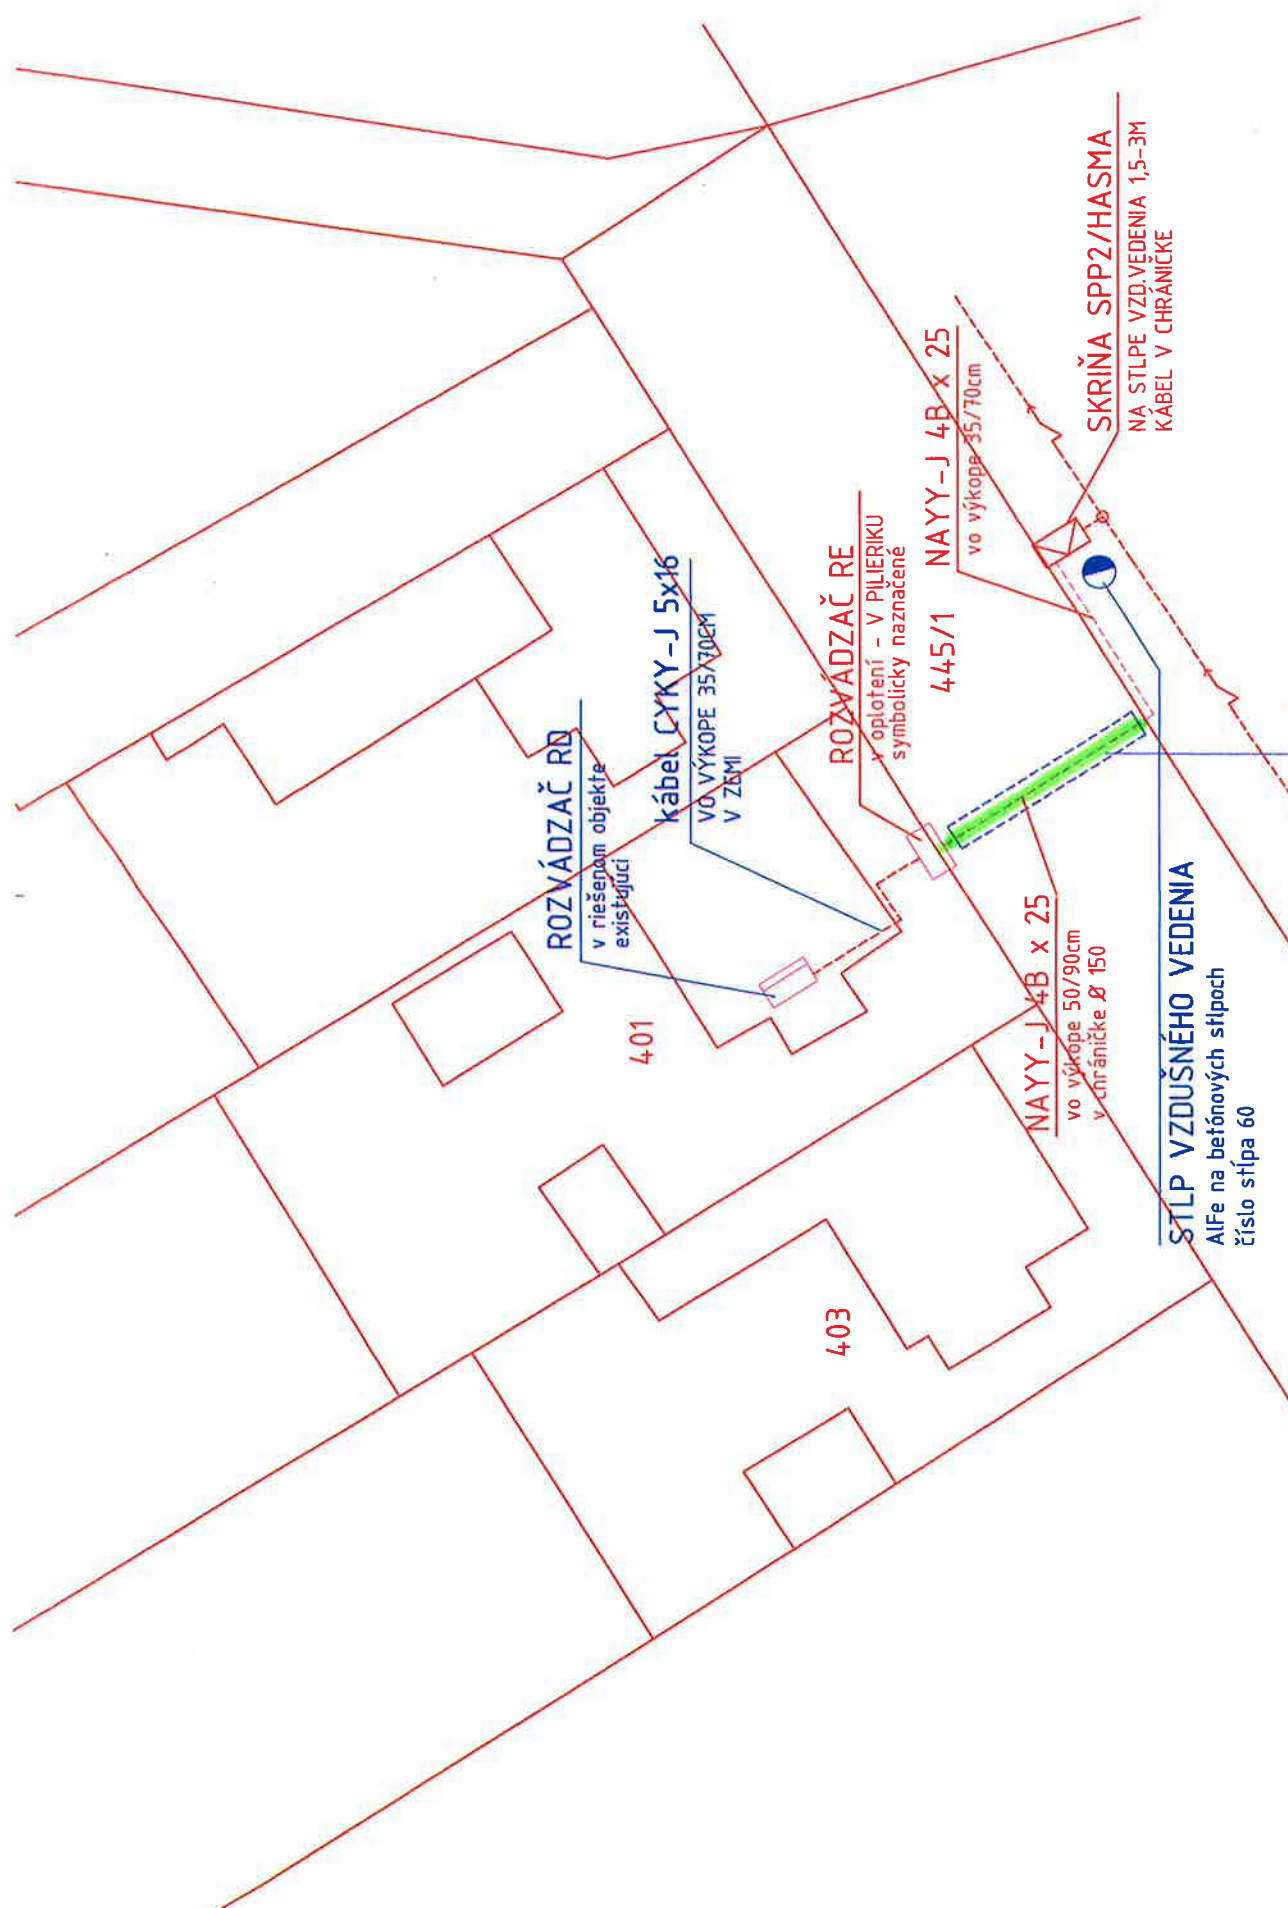 ROZVÁDZAČ RD
v riešenom objekte
existujúci
kábel CYKY-J 5x16
VO VÝKOPE 35/70CM
V ZEMI
ROZVÁDZAČ RE
v oplotení - V PILIERIKU
symbolicky naznačené
445/1
NAYY-J 4B x 25
vo výkope 35/70cm
SKRIŇA SPP2/HASMA
NA STLPE VZD.VEDENIA 1,5-3M
KÁBEL V CHRÁNIČKE
401
403
NAYY-J 4B x 25
vo výkope 50/90cm
v chráničke Ø 150
STLP VZDUŠNÉHO VEDENIA
AlFe na betónových stlpoch
číslo stĺpa 60